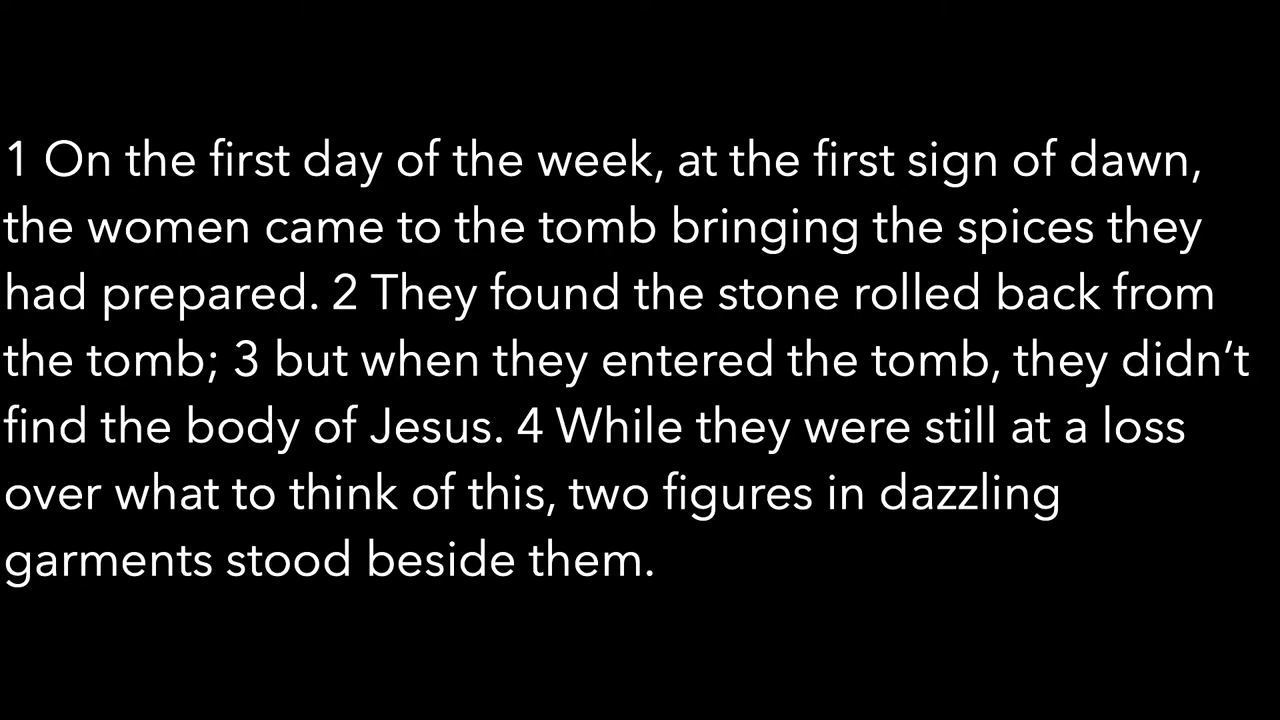 1 On the first day of the week, at the first sign of dawn,
the women came to the tomb bringing the spices they
had prepared. 2 They found the stone rolled back from
the tomb; 3 but when they entered the tomb, they didn’t
find the body of Jesus. 4 While they were still at a loss
over what to think of this, two figures in dazzling
garments stood beside them.